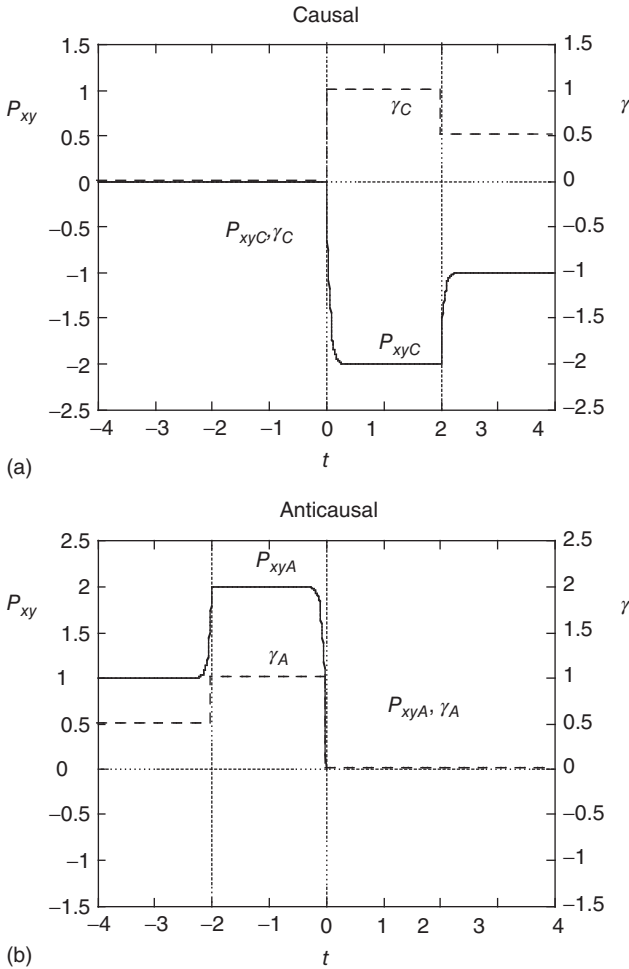 Causal
1.5 1.5
P_xy 1 1 γ
γ_C
0.5 0.5
0 0
−0.5 −0.5
P_xyC, γ_C
−1 −1
−1.5 −1.5
P_xyC
−2 −2
−2.5 −2.5
−4 −3 −2 −1 0 1 2 3 4
(a) t
Anticausal
2.5 2.5
P_xyA
P_xy 2 2 γ
1.5 1.5
γ_A
1 1
P_xyA, γ_A
0.5 0.5
0 0
−0.5 −0.5
−1 −1
−1.5 −1.5
−4 −3 −2 −1 0 1 2 3 4
(b) t